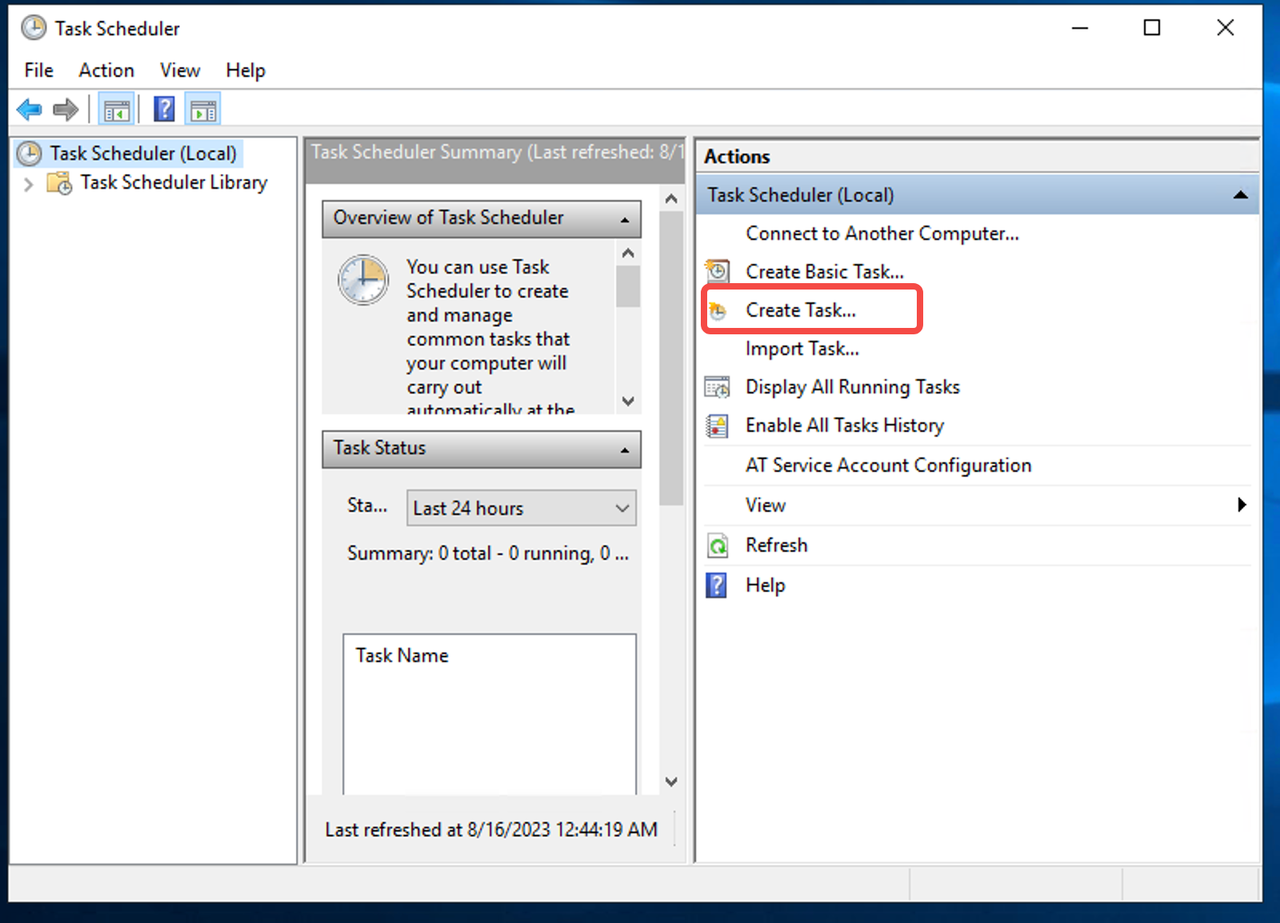 Task Scheduler
File Action View Help
Task Scheduler (Local)
Task Scheduler Library
Task Scheduler Summary (Last refreshed: 8/1
Overview of Task Scheduler
You can use Task
Scheduler to create
and manage
common tasks that
your computer will
carry out
automatically at the
Task Status
Sta...
Last 24 hours
Summary: 0 total - 0 running, 0 ...
Task Name
Last refreshed at 8/16/2023 12:44:19 AM
Actions
Task Scheduler (Local)
Connect to Another Computer...
Create Basic Task...
Create Task...
Import Task...
Display All Running Tasks
Enable All Tasks History
AT Service Account Configuration
View
Refresh
Help